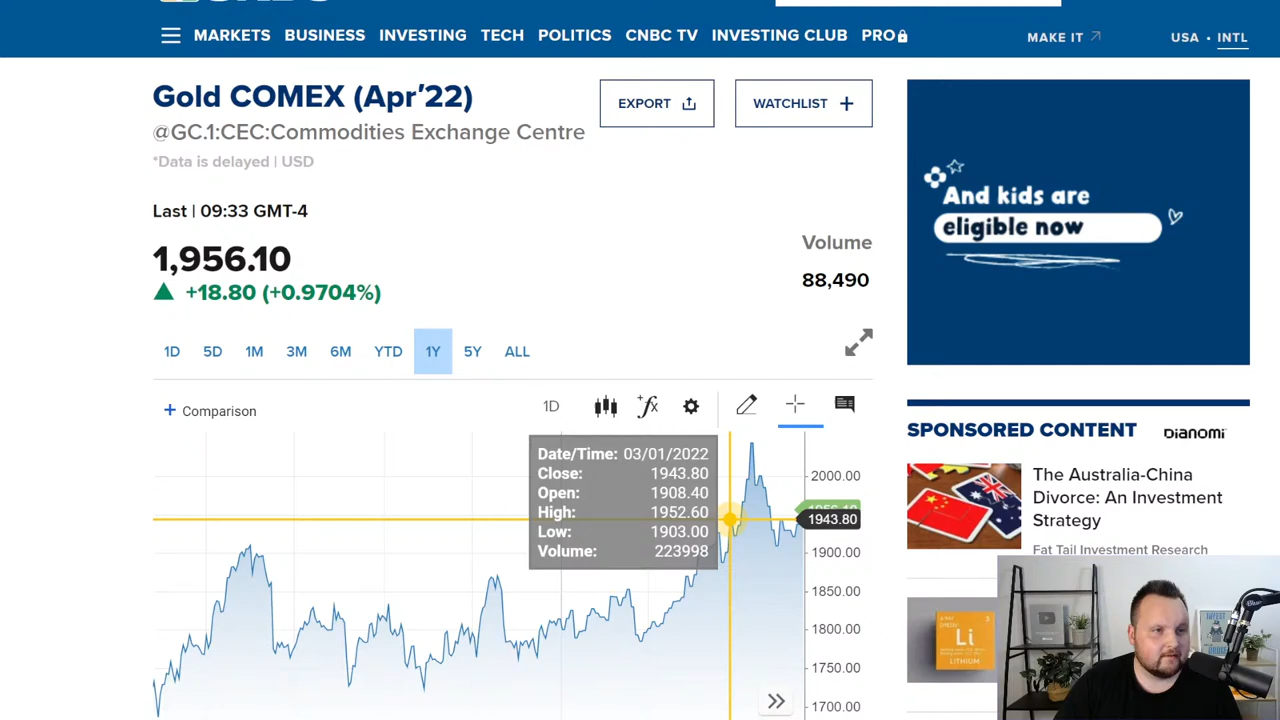 MARKETS BUSINESS INVESTING TECH POLITICS CNBC TV INVESTING CLUB PRO MAKE IT USA • INTL
Gold COMEX (Apr'22)
EXPORT
WATCHLIST +
@GC.1:CEC:Commodities Exchange Centre
*Data is delayed | USD
Last | 09:33 GMT-4
1,956.10
+18.80 (+0.9704%)
Volume
88,490
1D 5D 1M 3M 6M YTD 1Y 5Y ALL
+ Comparison
1D
Date/Time: 03/01/2022
Close: 1943.80
Open: 1908.40
High: 1952.60
Low: 1903.00
Volume: 223998
2000.00
1943.80
1900.00
1850.00
1800.00
1750.00
1700.00
And kids are
eligible now
SPONSORED CONTENT
DIANOMI
The Australia-China
Divorce: An Investment
Strategy
Fat Tail Investment Research
Li
LITHIUM